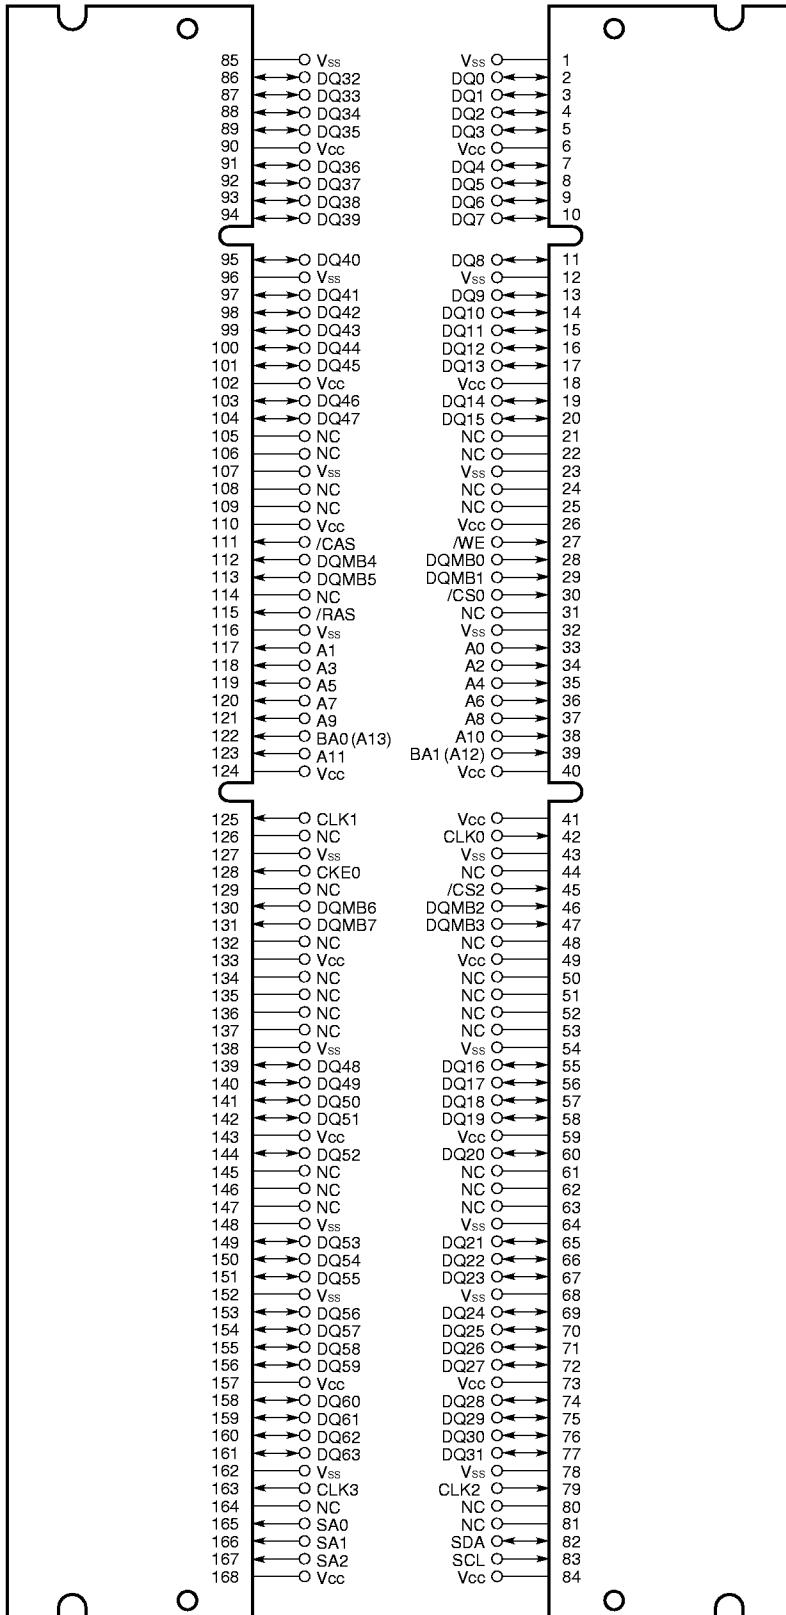 85 Vss Vss 1
86 DQ32 DQ0 2
87 DQ33 DQ1 3
88 DQ34 DQ2 4
89 DQ35 DQ3 5
90 Vcc Vcc 6
91 DQ36 DQ4 7
92 DQ37 DQ5 8
93 DQ38 DQ6 9
94 DQ39 DQ7 10
95 DQ40 DQ8 11
96 Vss Vss 12
97 DQ41 DQ9 13
98 DQ42 DQ10 14
99 DQ43 DQ11 15
100 DQ44 DQ12 16
101 DQ45 DQ13 17
102 Vcc Vcc 18
103 DQ46 DQ14 19
104 DQ47 DQ15 20
105 NC NC 21
106 NC NC 22
107 Vss Vss 23
108 NC NC 24
109 NC NC 25
110 Vcc Vcc 26
111 /CAS /WE 27
112 DQMB4 DQMB0 28
113 DQMB5 DQMB1 29
114 NC /CS0 30
115 /RAS NC 31
116 Vss Vss 32
117 A1 A0 33
118 A3 A2 34
119 A5 A4 35
120 A7 A6 36
121 A9 A8 37
122 BA0 (A13) A10 38
123 A11 BA1 (A12) 39
124 Vcc Vcc 40
125 CLK1 Vcc 41
126 NC CLK0 42
127 Vss Vss 43
128 CKE0 NC 44
129 NC /CS2 45
130 DQMB6 DQMB2 46
131 DQMB7 DQMB3 47
132 NC NC 48
133 Vcc Vcc 49
134 NC NC 50
135 NC NC 51
136 NC NC 52
137 NC NC 53
138 Vss Vss 54
139 DQ48 DQ16 55
140 DQ49 DQ17 56
141 DQ50 DQ18 57
142 DQ51 DQ19 58
143 Vcc Vcc 59
144 DQ52 DQ20 60
145 NC NC 61
146 NC NC 62
147 NC NC 63
148 Vss Vss 64
149 DQ53 DQ21 65
150 DQ54 DQ22 66
151 DQ55 DQ23 67
152 Vss Vss 68
153 DQ56 DQ24 69
154 DQ57 DQ25 70
155 DQ58 DQ26 71
156 DQ59 DQ27 72
157 Vcc Vcc 73
158 DQ60 DQ28 74
159 DQ61 DQ29 75
160 DQ62 DQ30 76
161 DQ63 DQ31 77
162 Vss Vss 78
163 CLK3 CLK2 79
164 NC NC 80
165 SA0 NC 81
166 SA1 SDA 82
167 SA2 SCL 83
168 Vcc Vcc 84